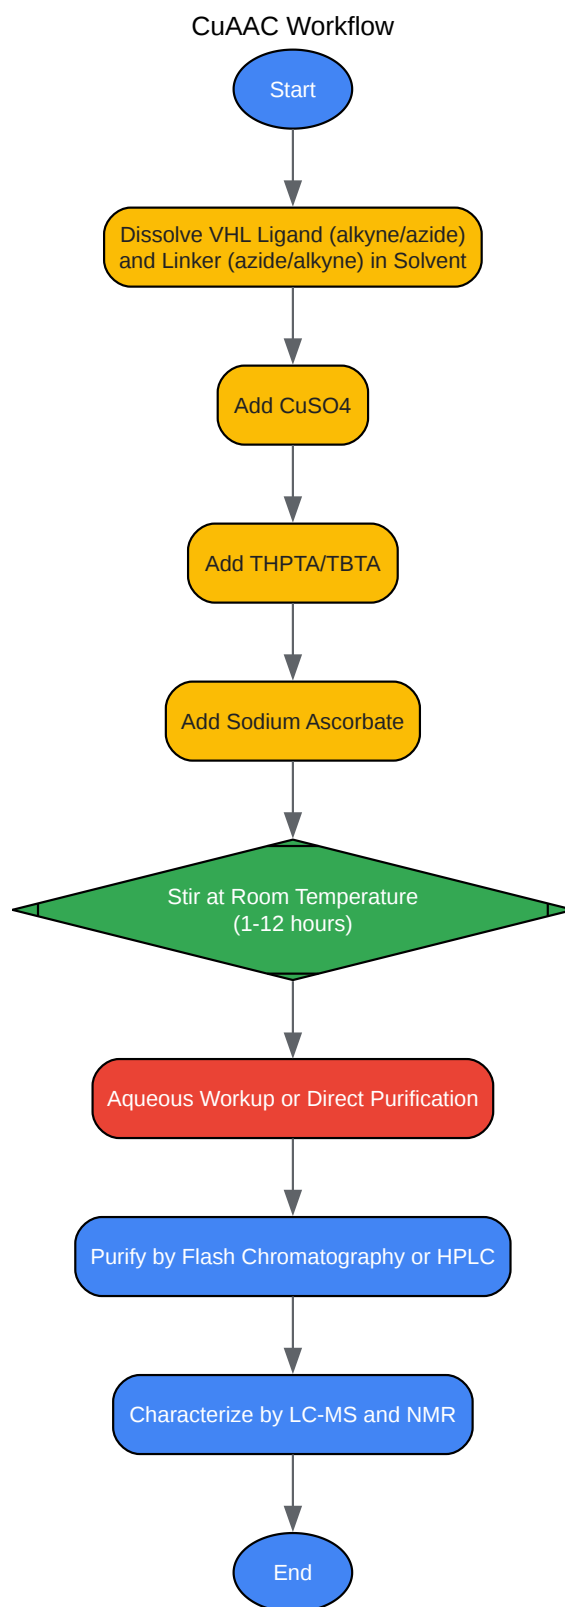 CuAAC Workflow
Start
Dissolve VHL Ligand (alkyne/azide)
and Linker (azide/alkyne) in Solvent
Add CuSO4
Add THPTA/TBTA
Add Sodium Ascorbate
Stir at Room Temperature
(1-12 hours)
Aqueous Workup or Direct Purification
Purify by Flash Chromatography or HPLC
Characterize by LC-MS and NMR
End